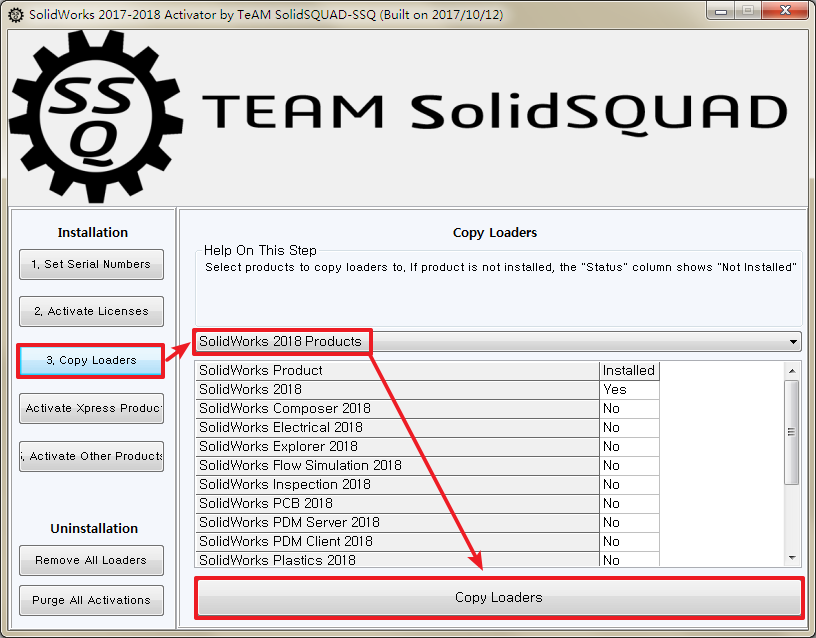 SolidWorks 2017-2018 Activator by TeAM SolidSQUAD-SSQ (Built on 2017/10/12)
SSQ
TEAM SolidSQUAD
Installation
1. Set Serial Numbers
2. Activate Licenses
3. Copy Loaders
Activate Xpress Produc
. Activate Other Products
Uninstallation
Remove All Loaders
Purge All Activations
Copy Loaders
Help On This Step
Select products to copy loaders to. If product is not installed, the "Status" column shows "Not Installed"
SolidWorks 2018 Products
SolidWorks Product Installed
SolidWorks 2018 Yes
SolidWorks Composer 2018 No
SolidWorks Electrical 2018 No
SolidWorks Explorer 2018 No
SolidWorks Flow Simulation 2018 No
SolidWorks Inspection 2018 No
SolidWorks PCB 2018 No
SolidWorks PDM Server 2018 No
SolidWorks PDM Client 2018 No
SolidWorks Plastics 2018 No
Copy Loaders